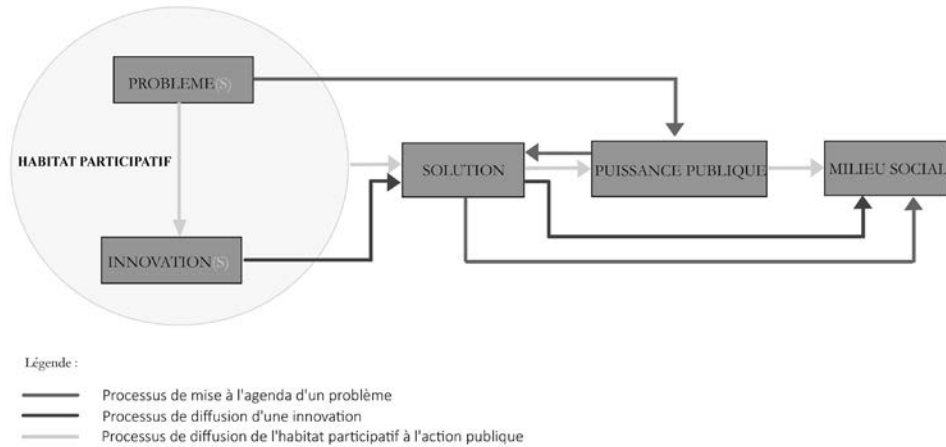 PROBLEME(S)
HABITAT PARTICIPATIF
SOLUTION
PUISSANCE PUBLIQUE
MILIEU SOCIAL
INNOVATION(S)
Légende :
Processus de mise à l'agenda d'un problème
Processus de diffusion d'une innovation
Processus de diffusion de l'habitat participatif à l'action publique